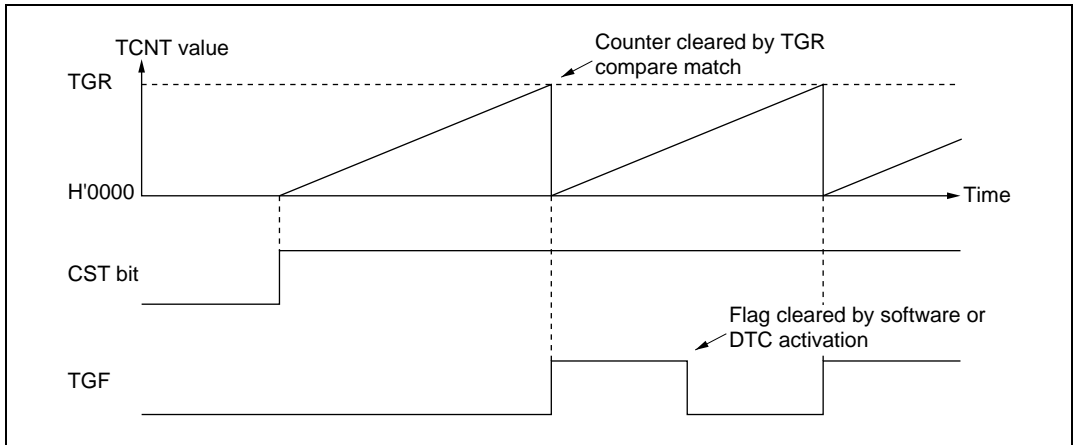 TCNT value
Counter cleared by TGR
compare match
TGR
H'0000
Time
CST bit
Flag cleared by software or
DTC activation
TGF